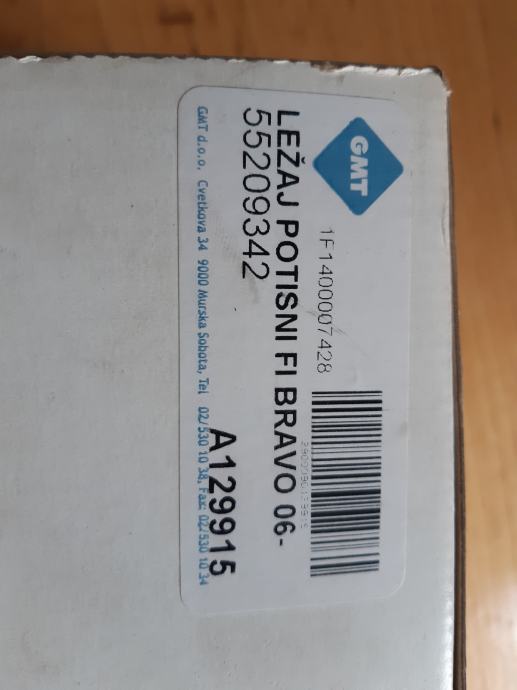 GMT
1F1400007428
LEŽAJ POTISNI FI BRAVO 06-
55209342
A129915
GMT d.o.o. Cvetkova 34 9000 Murska Sobota, Tel 02/530 10 38, Fax: 02/530 10 34